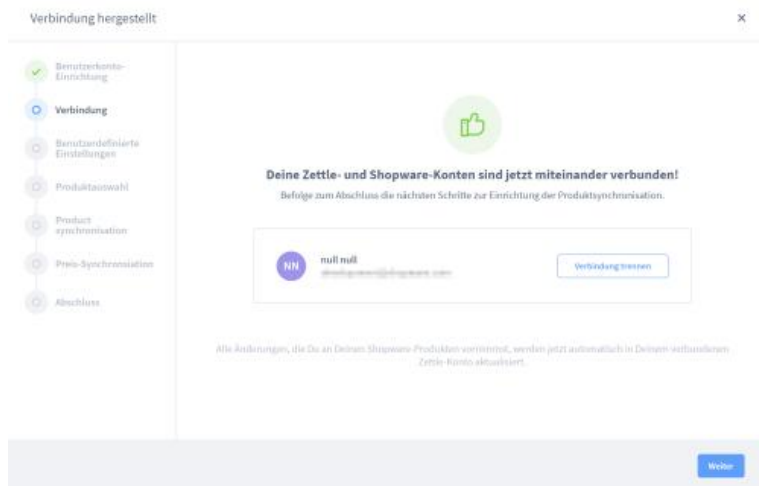 Verbindung hergestellt
Benutzerkonto-
Einrichtung
Verbindung
Benutzerdefinierte
Einstellungen
Produktauswahl
Product
synchronisation
Preis-Synchronsiation
Abschluss
Deine Zettle- und Shopware-Konten sind jetzt miteinander verbunden!
Befolge zum Abschluss die nächsten Schritte zur Einrichtung der Produktsynchronisation.
NN
null null
Verbindung trennen
Alle Änderungen, die Du an Deinen Shopware-Produkten vornimmst, werden jetzt automatisch in Deinem verbundenen
Zettle-Konto aktualisiert.
Weiter